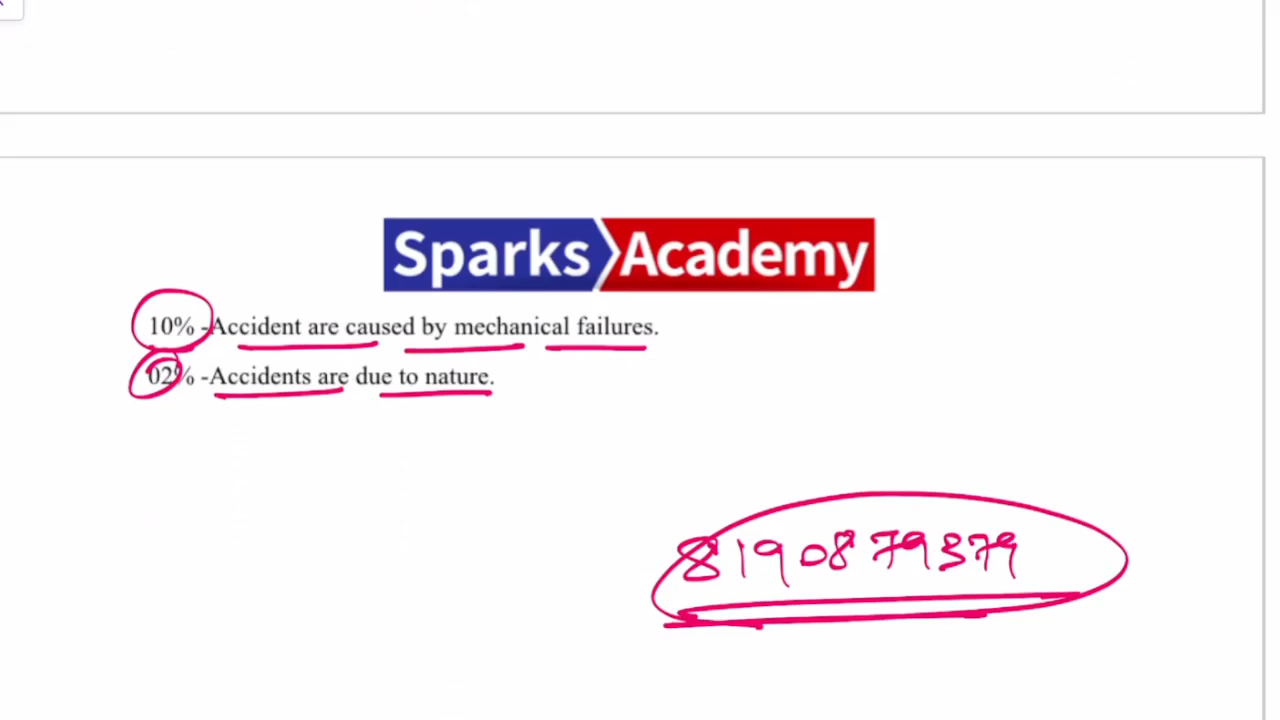 Sparks Academy
10% -Accident are caused by mechanical failures.
02% -Accidents are due to nature.
8190879379